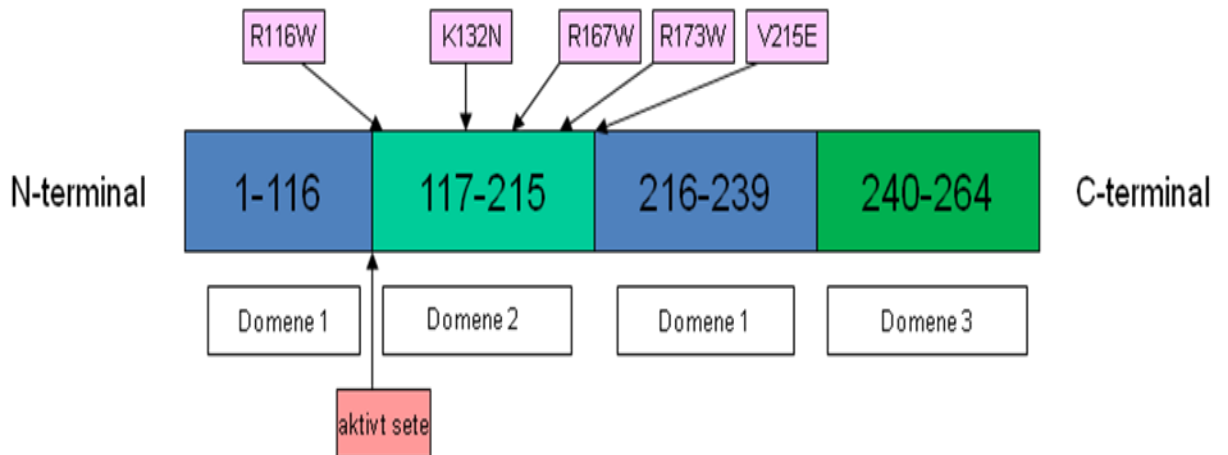 R116W
K132N
R167W
R173W
V215E
N-terminal
1-116
117-215
216-239
240-264
C-terminal
Domene 1
Domene 2
Domene 1
Domene 3
aktivt sete